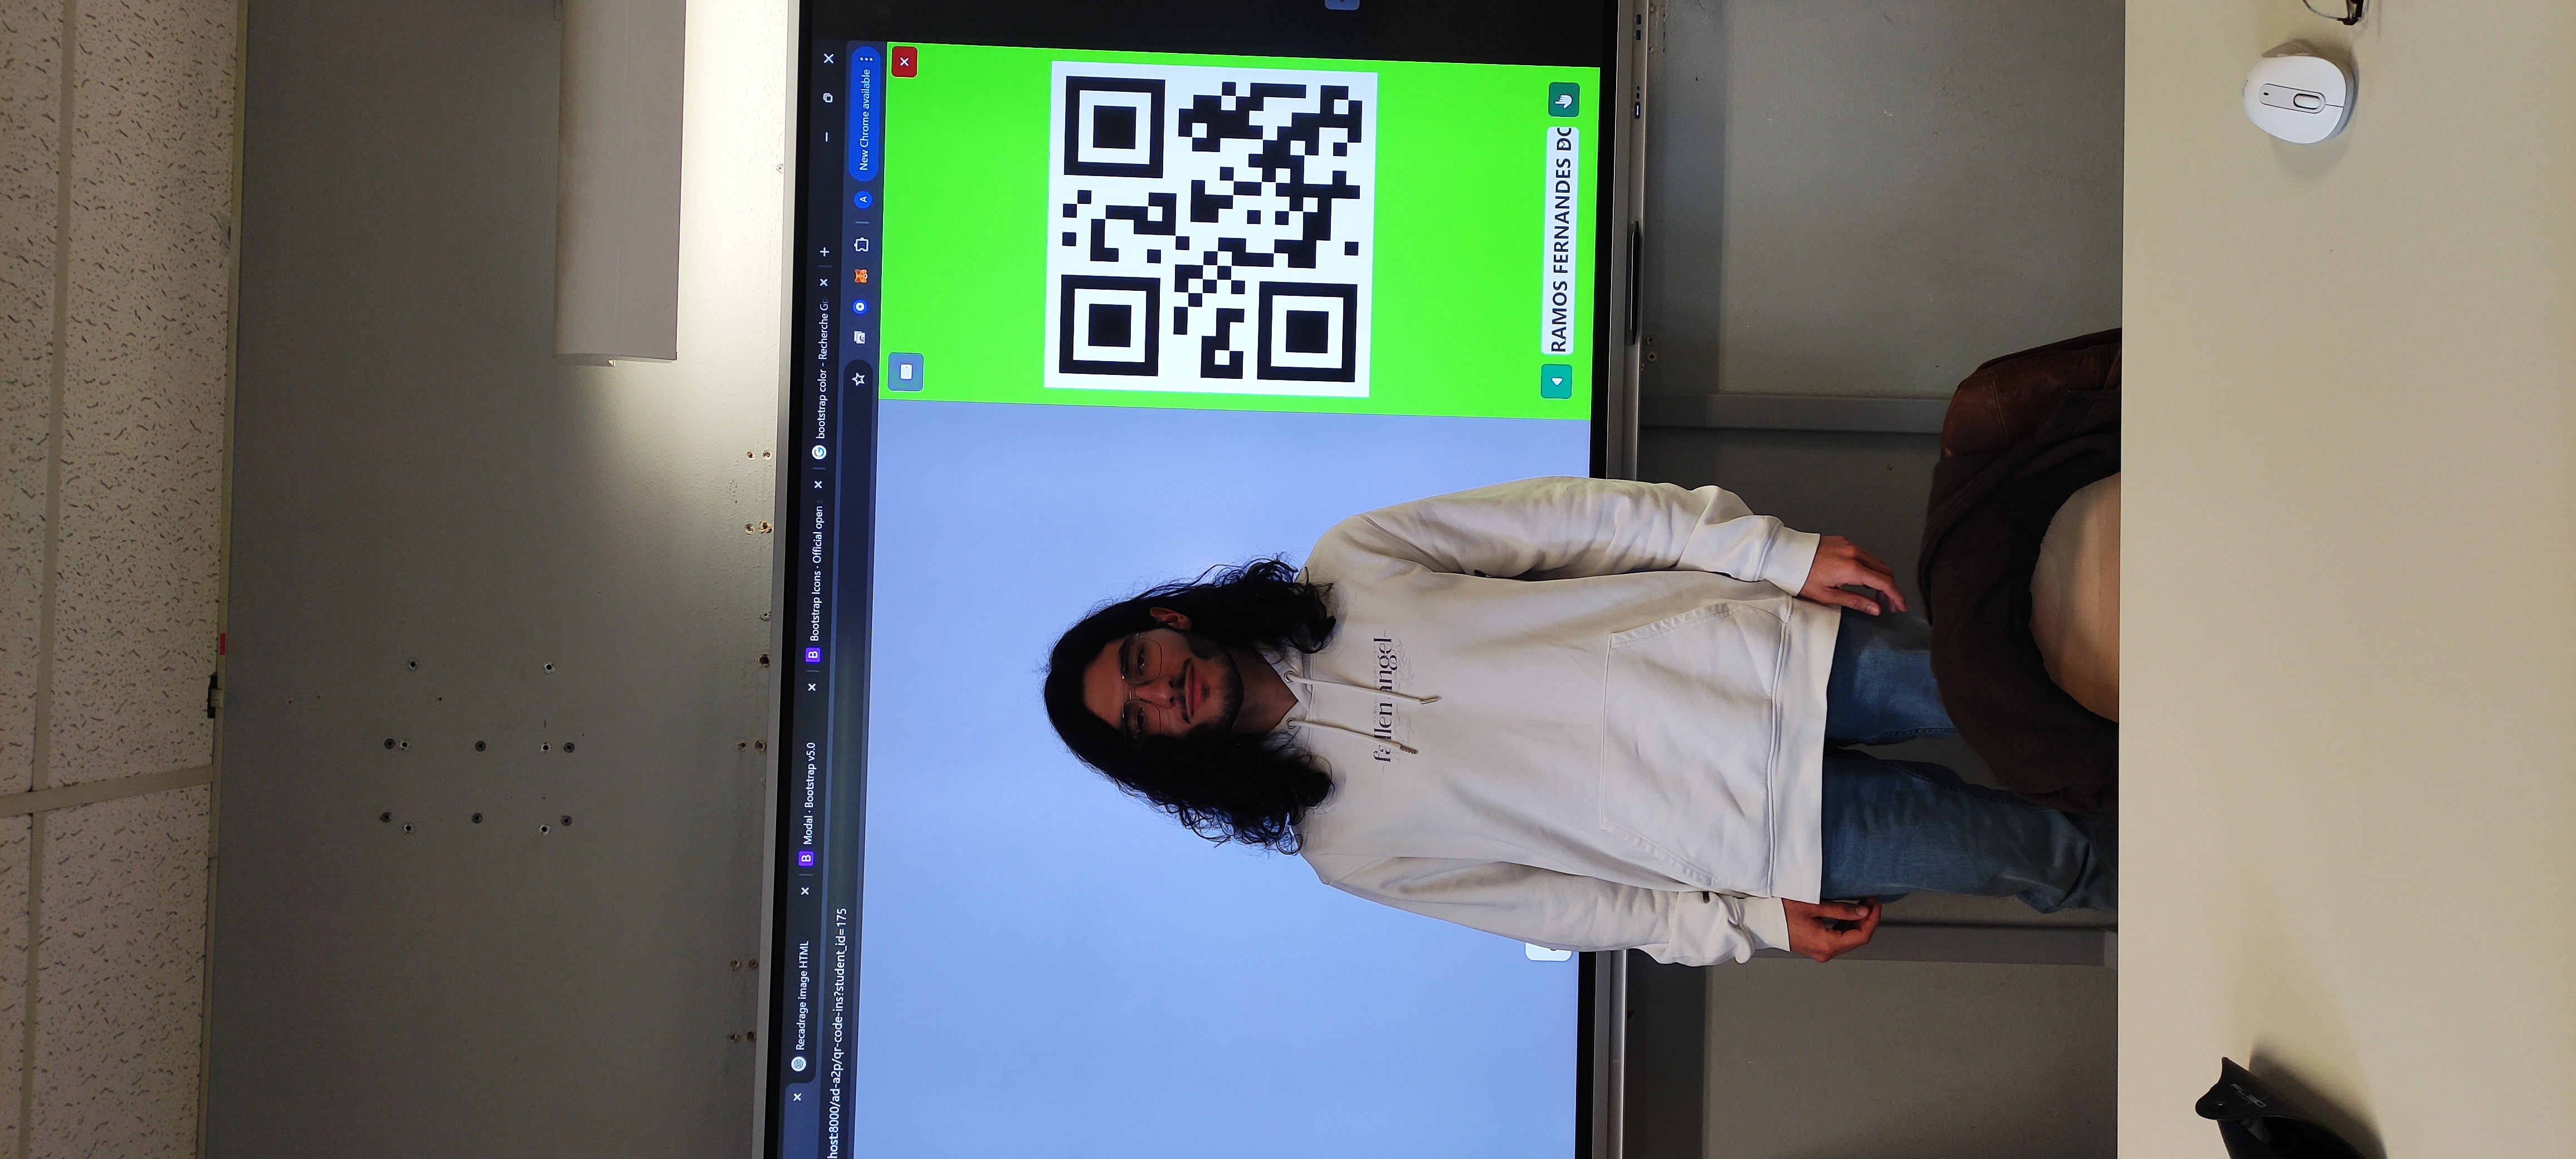 Recadrage image HTML
Modal · Bootstrap v5.0
Bootstrap Icons · Official open
bootstrap color - Recherche Go
host:8000/ad-a2p/qr-code-ins?student_id=175
A
New Chrome available
fallen angel
RAMOS FERNANDES DO